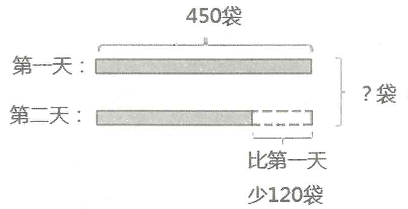 450袋
第一天：
？袋
第二天：
比第一天
少120袋